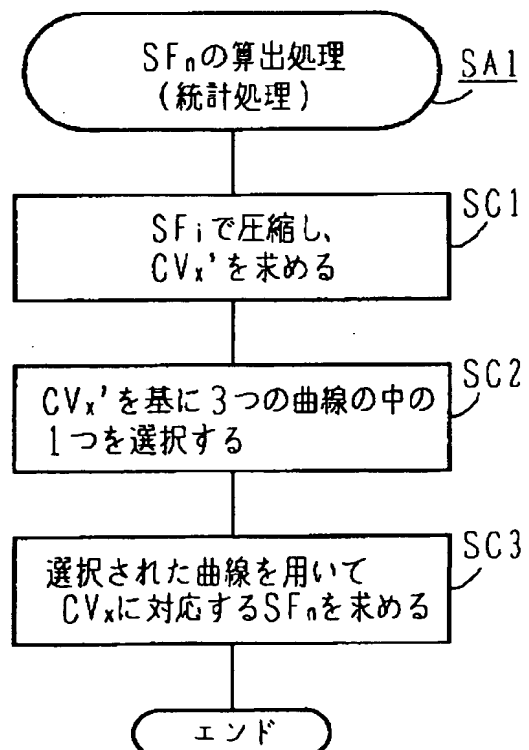 SFnの算出処理
(統計処理)
SA1
SC1
SFiで圧縮し、
CVx'を求める
SC2
CVx'を基に3つの曲線の中の
1つを選択する
SC3
選択された曲線を用いて
CVxに対応するSFnを求める
エンド